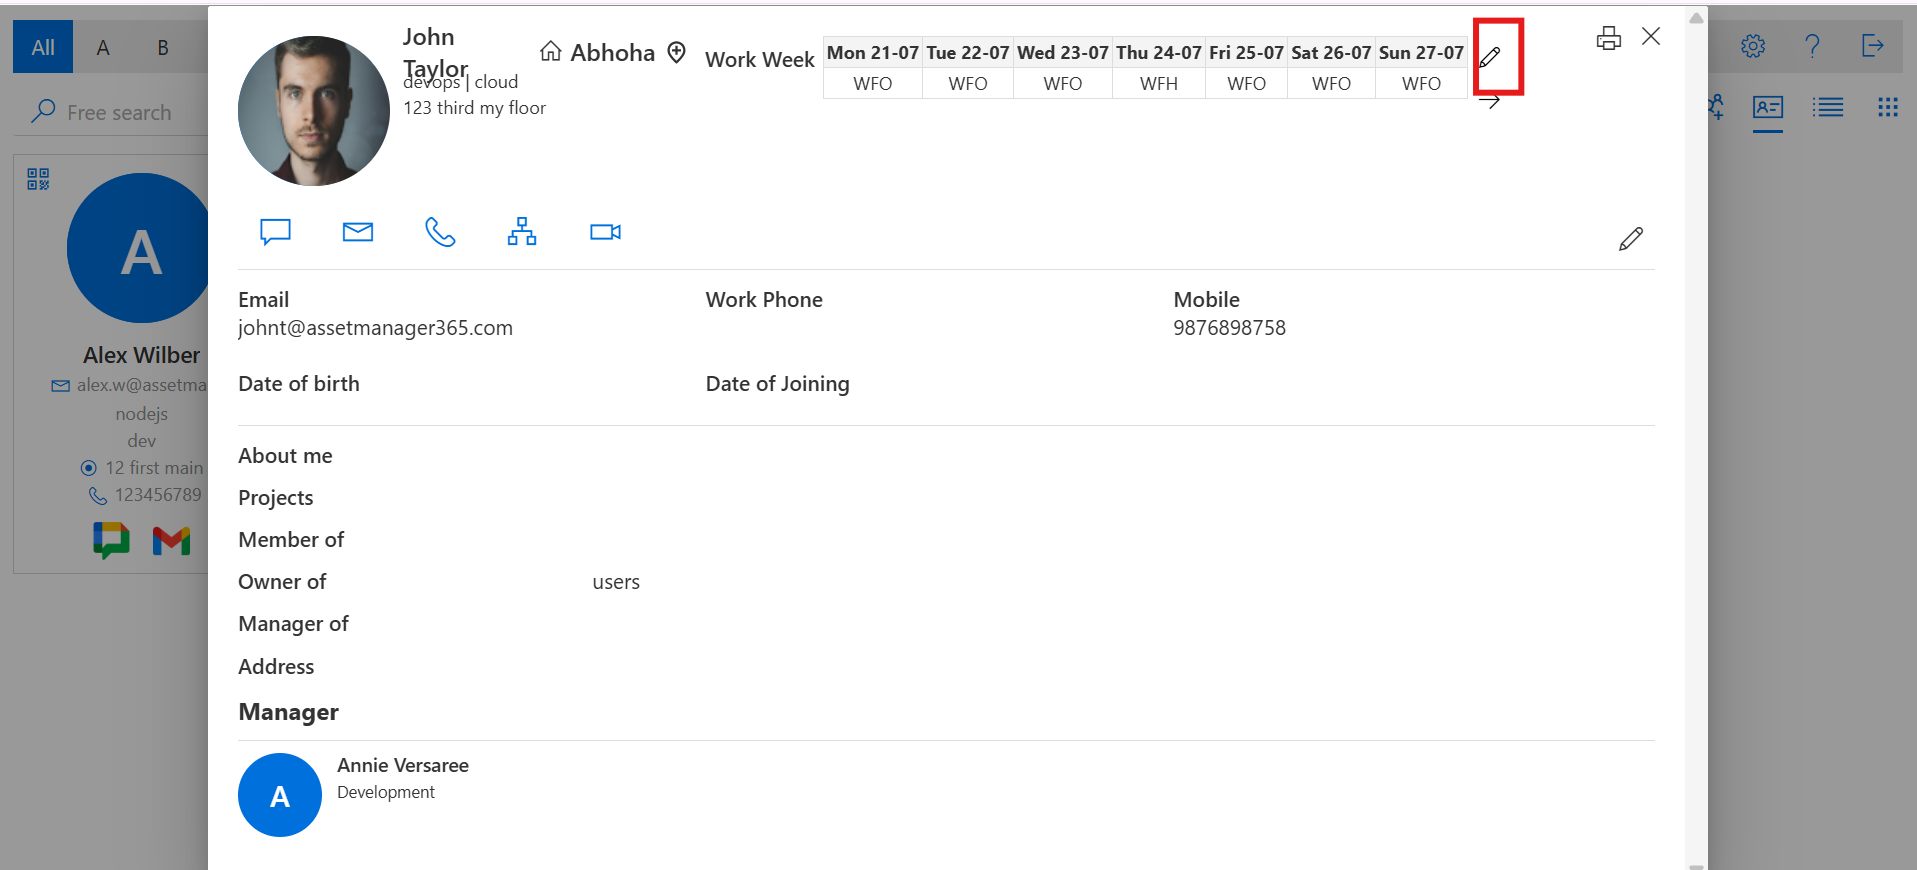 All A B
Free search
A
Alex Wilber
alex.w@assetma
nodejs
dev
12 first main
123456789
John
Taylor
devops | cloud
123 third my floor
Abhoha
Work Week
Mon 21-07 Tue 22-07 Wed 23-07 Thu 24-07 Fri 25-07 Sat 26-07 Sun 27-07
WFO WFO WFO WFH WFO WFO WFO
Email Work Phone Mobile
johnt@assetmanager365.com 9876898758
Date of birth Date of Joining
About me
Projects
Member of
Owner of users
Manager of
Address
Manager
A
Annie Versaree
Development